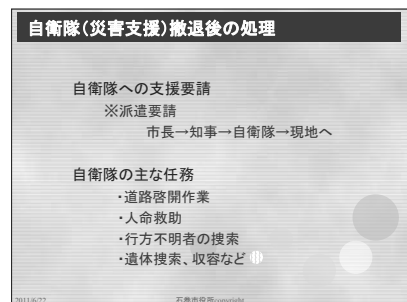 自衛隊（災害支援）撤退後の処理
自衛隊への支援要請
※派遣要請
市長→知事→自衛隊→現地へ
自衛隊の主な任務
・道路啓開作業
・人命救助
・行方不明者の捜索
・遺体捜索、収容など
2011/6/22
石巻市役所copyright